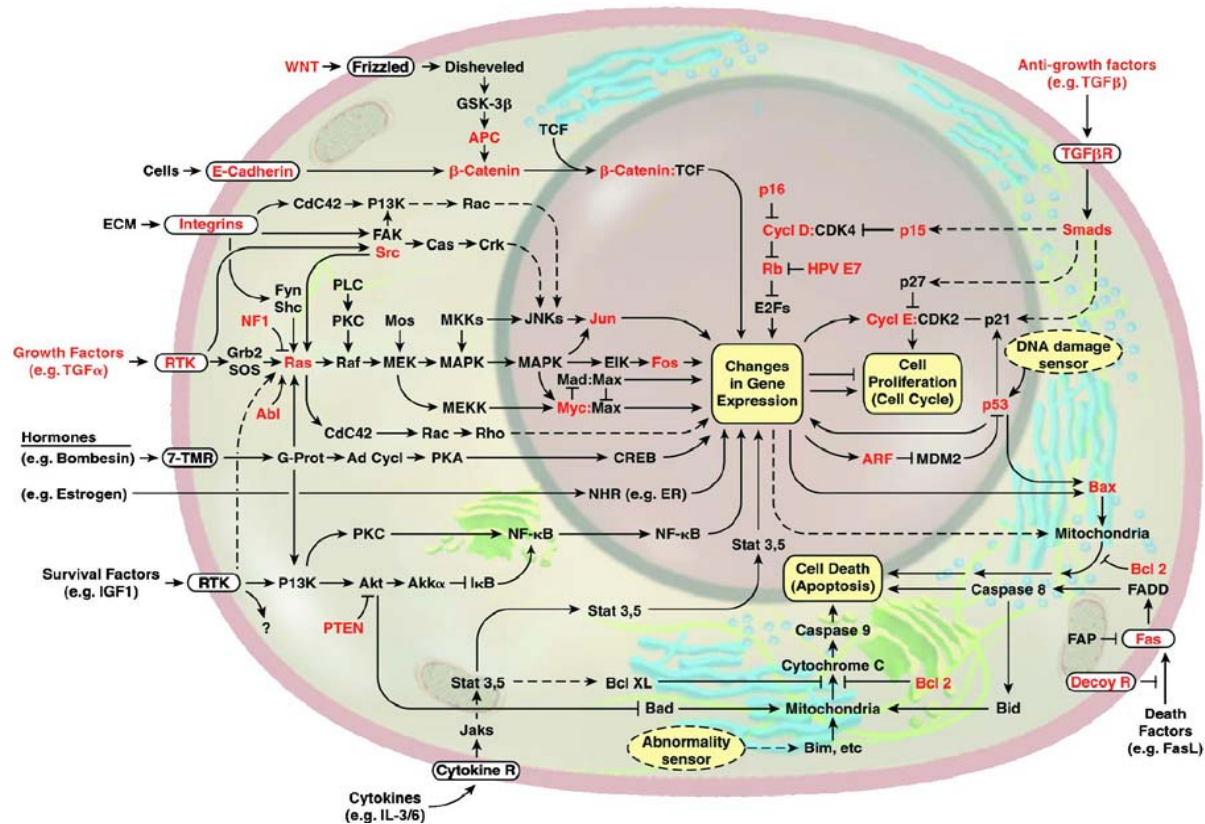 WNT
Frizzled
Disheveled
GSK-3β
APC
TCF
Cells
E-Cadherin
β-Catenin
β-Catenin:TCF
Anti-growth factors
(e.g. TGFβ)
TGFβR
Smads
ECM
Integrins
CdC42
P13K
Rac
FAK
Src
Cas
Crk
p16
Cycl D:CDK4
p15
Rb
HPV E7
E2Fs
p27
Cycl E:CDK2
p21
DNA damage
sensor
Fyn
Shc
PLC
PKC
NF1
Mos
MKKs
JNKs
Jun
Growth Factors
(e.g. TGFα)
RTK
Grb2
SOS
Ras
Raf
MEK
MAPK
MAPK
ElK
Fos
Changes
in Gene
Expression
Cell
Proliferation
(Cell Cycle)
Mad:Max
Abl
MEKK
Myc:Max
p53
CdC42
Rac
Rho
Hormones
(e.g. Bombesin)
7-TMR
G-Prot
Ad Cycl
PKA
CREB
ARF
MDM2
(e.g. Estrogen)
NHR (e.g. ER)
Bax
PKC
NF-κB
NF-κB
Stat 3,5
Mitochondria
Survival Factors
(e.g. IGF1)
RTK
P13K
Akt
Akkα
IκB
Cell Death
(Apoptosis)
Bcl 2
Caspase 8
FADD
?
PTEN
Stat 3,5
Caspase 9
FAP
Fas
Stat 3,5
Bcl XL
Cytochrome C
Bcl 2
Decoy R
Bad
Mitochondria
Bid
Death
Factors
(e.g. FasL)
Jaks
Abnormality
sensor
Bim, etc
Cytokine R
Cytokines
(e.g. IL-3/6)